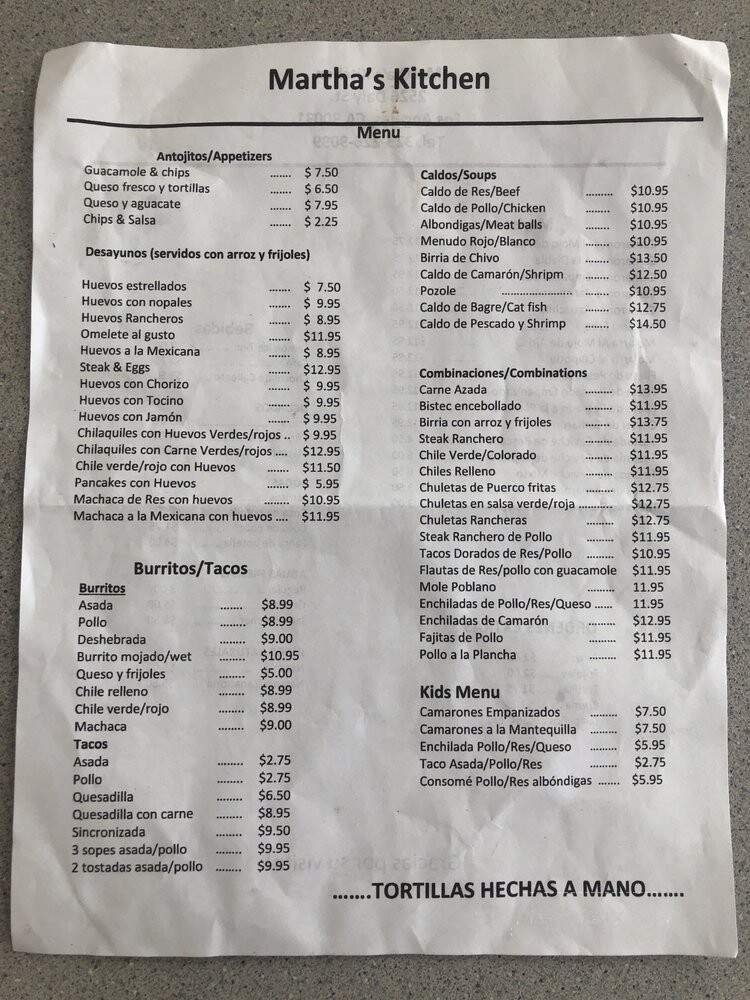 Martha's Kitchen
Menu
Antojitos/Appetizers
Guacamole & chips ....... $ 7.50
Queso fresco y tortillas ....... $ 6.50
Queso y aguacate ....... $ 7.95
Chips & Salsa ....... $ 2.25
Desayunos (servidos con arroz y frijoles)
Huevos estrellados ....... $ 7.50
Huevos con nopales ....... $ 9.95
Huevos Rancheros ....... $ 8.95
Omelete al gusto ....... $11.95
Huevos a la Mexicana ....... $ 8.95
Steak & Eggs ....... $12.95
Huevos con Chorizo ....... $ 9.95
Huevos con Tocino ....... $ 9.95
Huevos con Jamón ....... $ 9.95
Chilaquiles con Huevos Verdes/rojos .. $ 9.95
Chilaquiles con Carne Verdes/rojos .... $12.95
Chile verde/rojo con Huevos ....... $11.50
Pancakes con Huevos ....... $ 5.95
Machaca de Res con huevos ........ $10.95
Machaca a la Mexicana con huevos .... $11.95
Burritos/Tacos
Burritos
Asada ....... $8.99
Pollo ....... $8.99
Deshebrada ........ $9.00
Burrito mojado/wet ........ $10.95
Queso y frijoles ........ $5.00
Chile relleno ........ $8.99
Chile verde/rojo ........ $8.99
Machaca ........ $9.00
Tacos
Asada ........ $2.75
Pollo ........ $2.75
Quesadilla ........ $6.50
Quesadilla con carne ........ $8.95
Sincronizada ........ $9.50
3 sopes asada/pollo ........ $9.95
2 tostadas asada/pollo ........ $9.95
Caldos/Soups
Caldo de Res/Beef ......... $10.95
Caldo de Pollo/Chicken ........ $10.95
Albondigas/Meat balls ........ $10.95
Menudo Rojo/Blanco ........ $10.95
Birria de Chivo ........ $13.50
Caldo de Camarón/Shripm ........ $12.50
Pozole ........................ ........ $10.95
Caldo de Bagre/Cat fish ........ $12.75
Caldo de Pescado y Shrimp ........ $14.50
Combinaciones/Combinations
Carne Azada ......... $13.95
Bistec encebollado ......... $11.95
Birria con arroz y frijoles ......... $13.75
Steak Ranchero ......... $11.95
Chile Verde/Colorado ......... $11.95
Chiles Relleno ......... $11.95
Chuletas de Puerco fritas ......... $12.75
Chuletas en salsa verde/roja ........... $12.75
Chuletas Rancheras ......... $12.75
Steak Ranchero de Pollo ......... $11.95
Tacos Dorados de Res/Pollo ......... $10.95
Flautas de Res/pollo con guacamole $11.95
Mole Poblano ......... 11.95
Enchiladas de Pollo/Res/Queso ...... 11.95
Enchiladas de Camarón ......... $12.95
Fajitas de Pollo ......... $11.95
Pollo a la Plancha ......... $11.95
Kids Menu
Camarones Empanizados ......... $7.50
Camarones a la Mantequilla ......... $7.50
Enchilada Pollo/Res/Queso ......... $5.95
Taco Asada/Pollo/Res ......... $2.75
Consomé Pollo/Res albóndigas ....... $5.95
.......TORTILLAS HECHAS A MANO.......